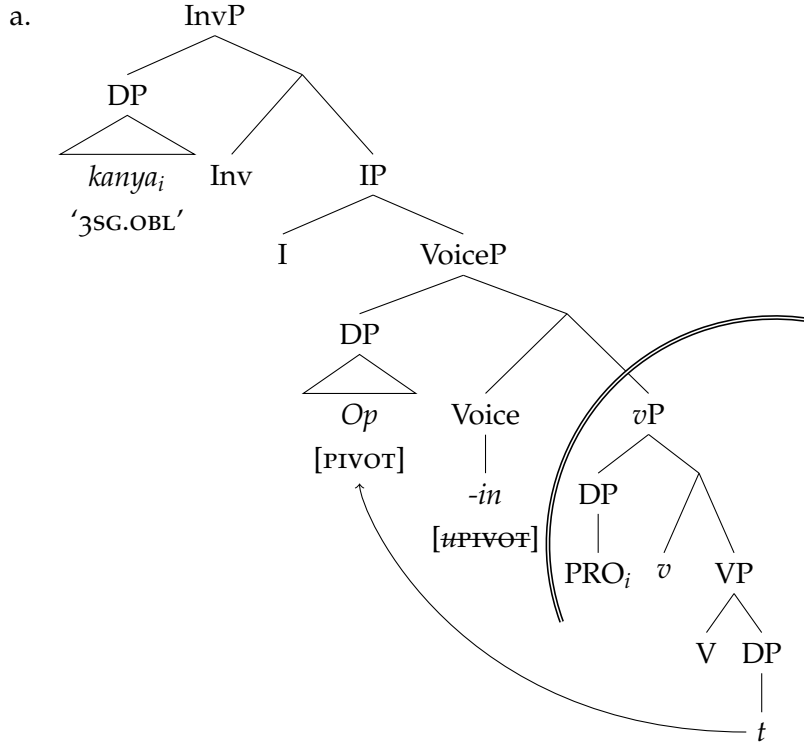 a.
InvP
DP
kanyaᵢ Inv IP
‘3SG.OBL’
I VoiceP
DP
Op Voice vP
[PIVOT]
-in DP
[uPIVOT]
PROᵢ v VP
V DP
t